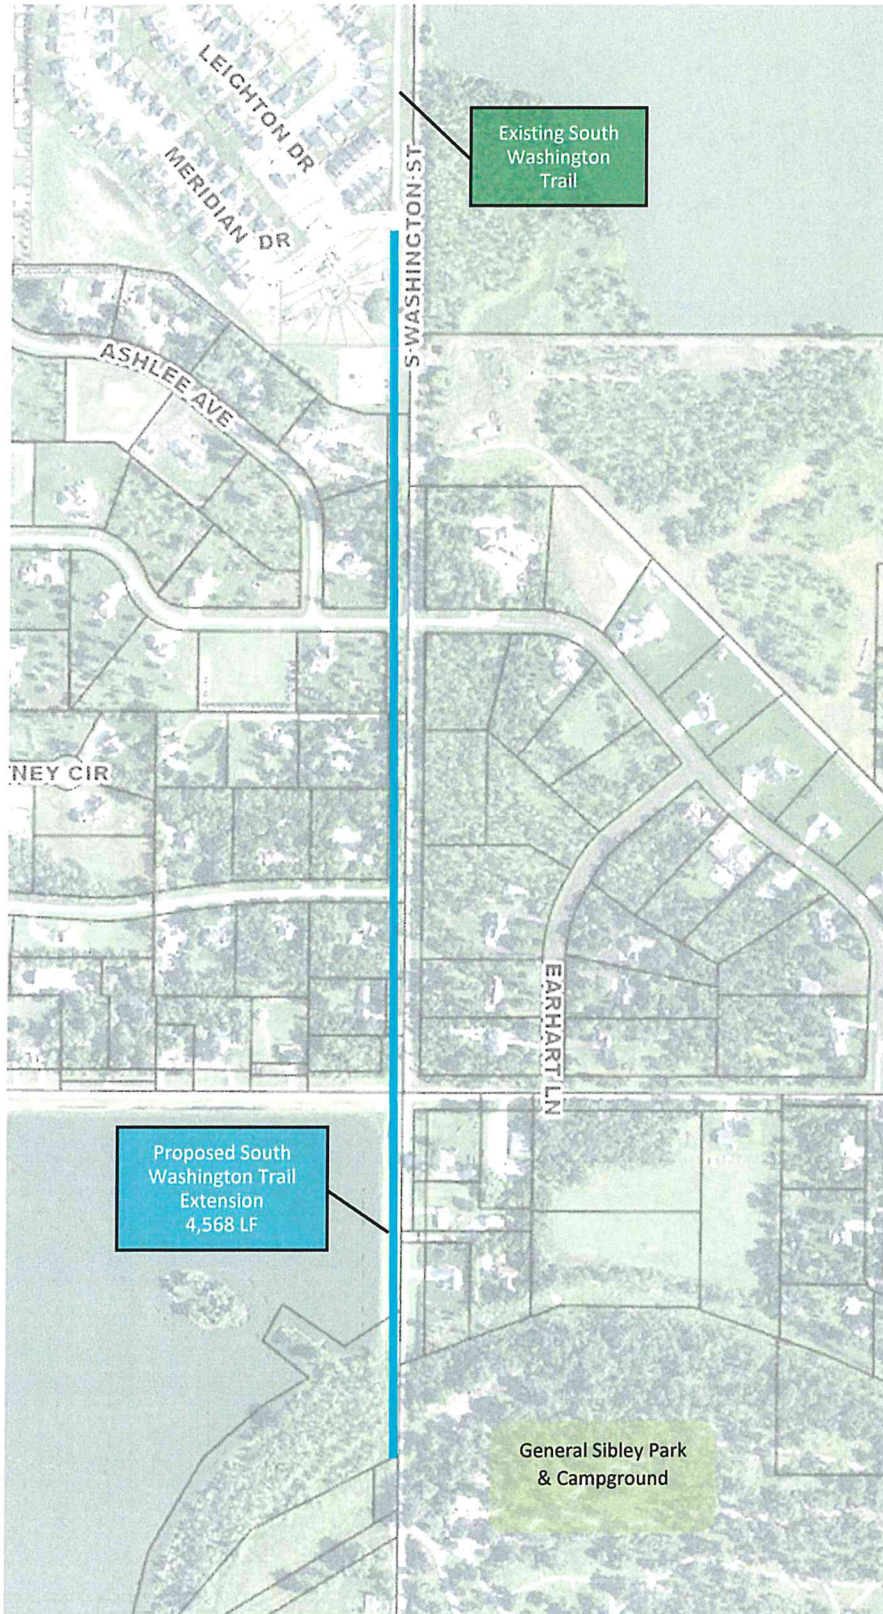 LEIGHTON DR
MERIDIAN DR
Existing South
Washington
Trail
S WASHINGTON ST
ASHLEE AVE
TNEY CIR
EARHART LN
Proposed South
Washington Trail
Extension
4,568 LF
General Sibley Park
& Campground